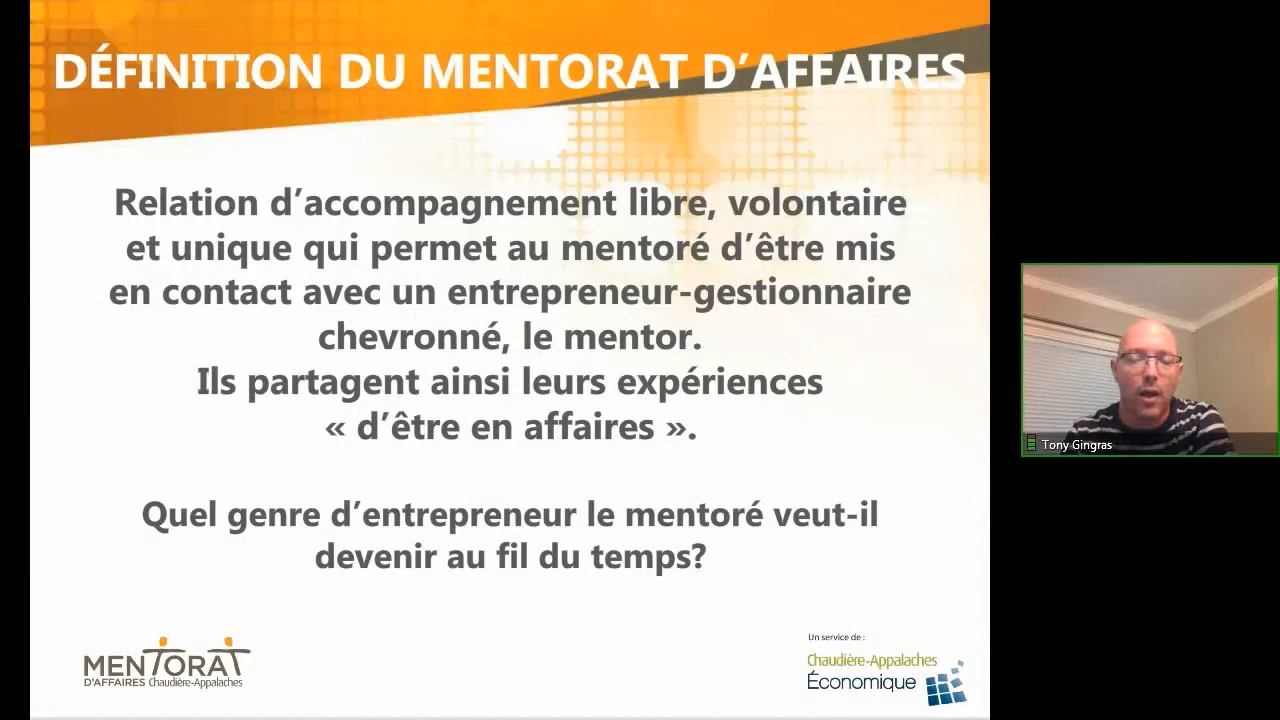 DÉFINITION DU MENTORAT D’AFFAIRES
Relation d’accompagnement libre, volontaire
et unique qui permet au mentoré d’être mis
en contact avec un entrepreneur-gestionnaire
chevronné, le mentor.
Ils partagent ainsi leurs expériences
« d’être en affaires ».
Quel genre d’entrepreneur le mentoré veut-il
devenir au fil du temps?
MENTORAT
D’AFFAIRES Chaudière-Appalaches
Un service de :
Chaudière-Appalaches
Économique
Tony Gingras